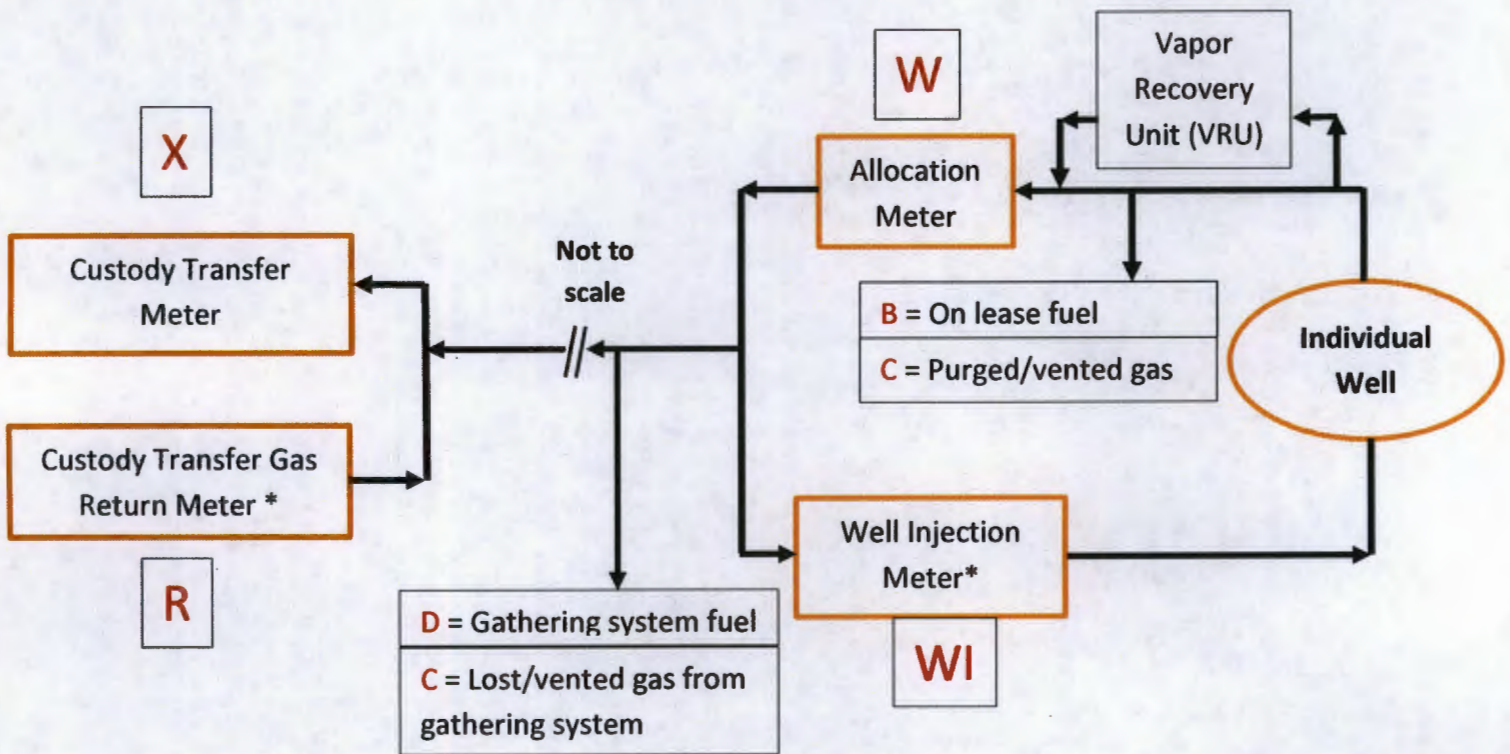 X
Custody Transfer
Meter
Custody Transfer Gas
Return Meter *
R
Not to
scale
D = Gathering system fuel
C = Lost/vented gas from
gathering system
W
Allocation
Meter
Vapor
Recovery
Unit (VRU)
B = On lease fuel
C = Purged/vented gas
Individual
Well
Well Injection
Meter*
WI